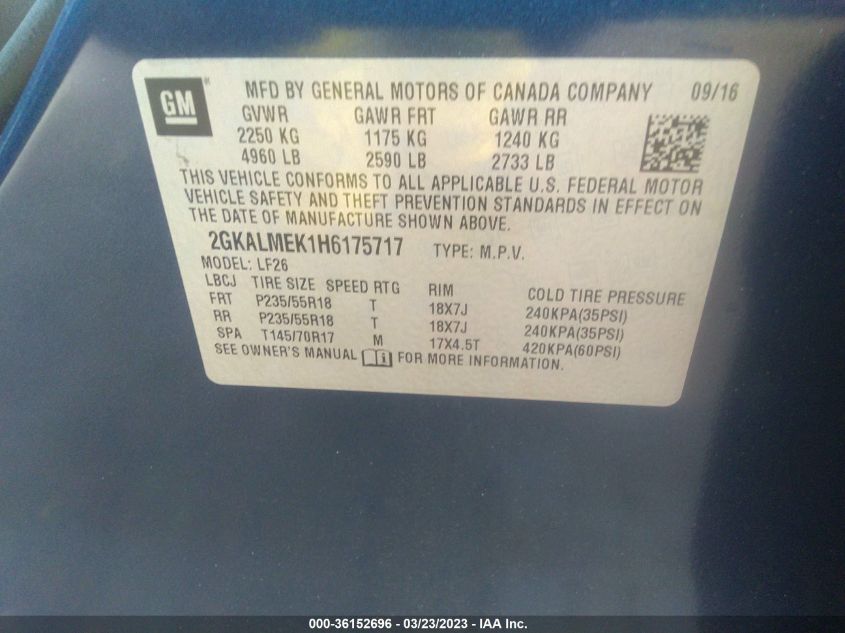 GM
MFD BY GENERAL MOTORS OF CANADA COMPANY 09/16
GVWR GAWR FRT GAWR RR
2250 KG 1175 KG 1240 KG
4960 LB 2590 LB 2733 LB
THIS VEHICLE CONFORMS TO ALL APPLICABLE U.S. FEDERAL MOTOR
VEHICLE SAFETY AND THEFT PREVENTION STANDARDS IN EFFECT ON
THE DATE OF MANUFACTURE SHOWN ABOVE.
2GKALMEK1H6175717 TYPE: M.P.V.
MODEL: LF26
LBCJ TIRE SIZE SPEED RTG RIM COLD TIRE PRESSURE
FRT P235/55R18 T 18X7J 240KPA(35PSI)
RR P235/55R18 T 18X7J 240KPA(35PSI)
SPA T145/70R17 M 17X4.5T 420KPA(60PSI)
SEE OWNER'S MANUAL FOR MORE INFORMATION.
000-36152696 - 03/23/2023 - IAA Inc.